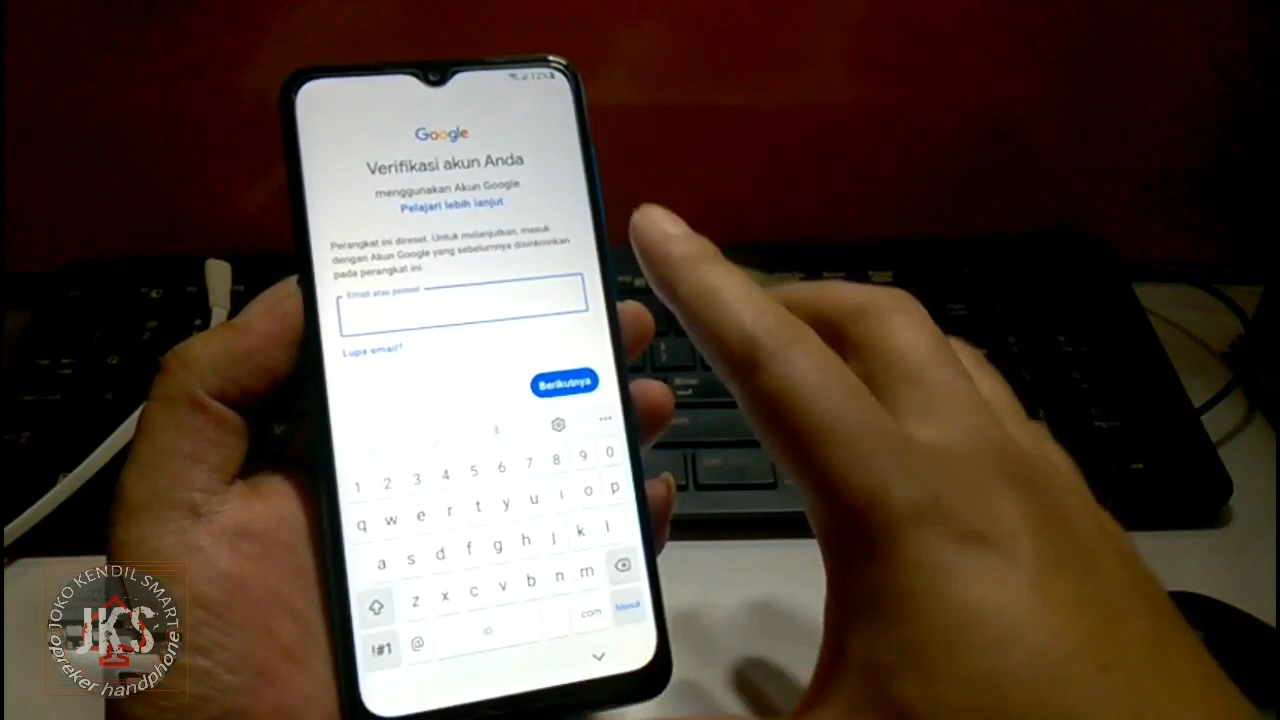 12%
Google
Verifikasi akun Anda
menggunakan Akun Google.
Pelajari lebih lanjut
Perangkat ini direset. Untuk melanjutkan, masuk
dengan Akun Google yang sebelumnya disinkronkan
pada perangkat ini.
Email atau ponsel
Lupa email?
Berikutnya
1 2 3 4 5 6 7 8 9 0
q w e r t y u i o p
a s d f g h j k l
z x c v b n m
!#1 @ ID .com Masuk
JOKO KENDIL SMART
JKS
opreker handphone